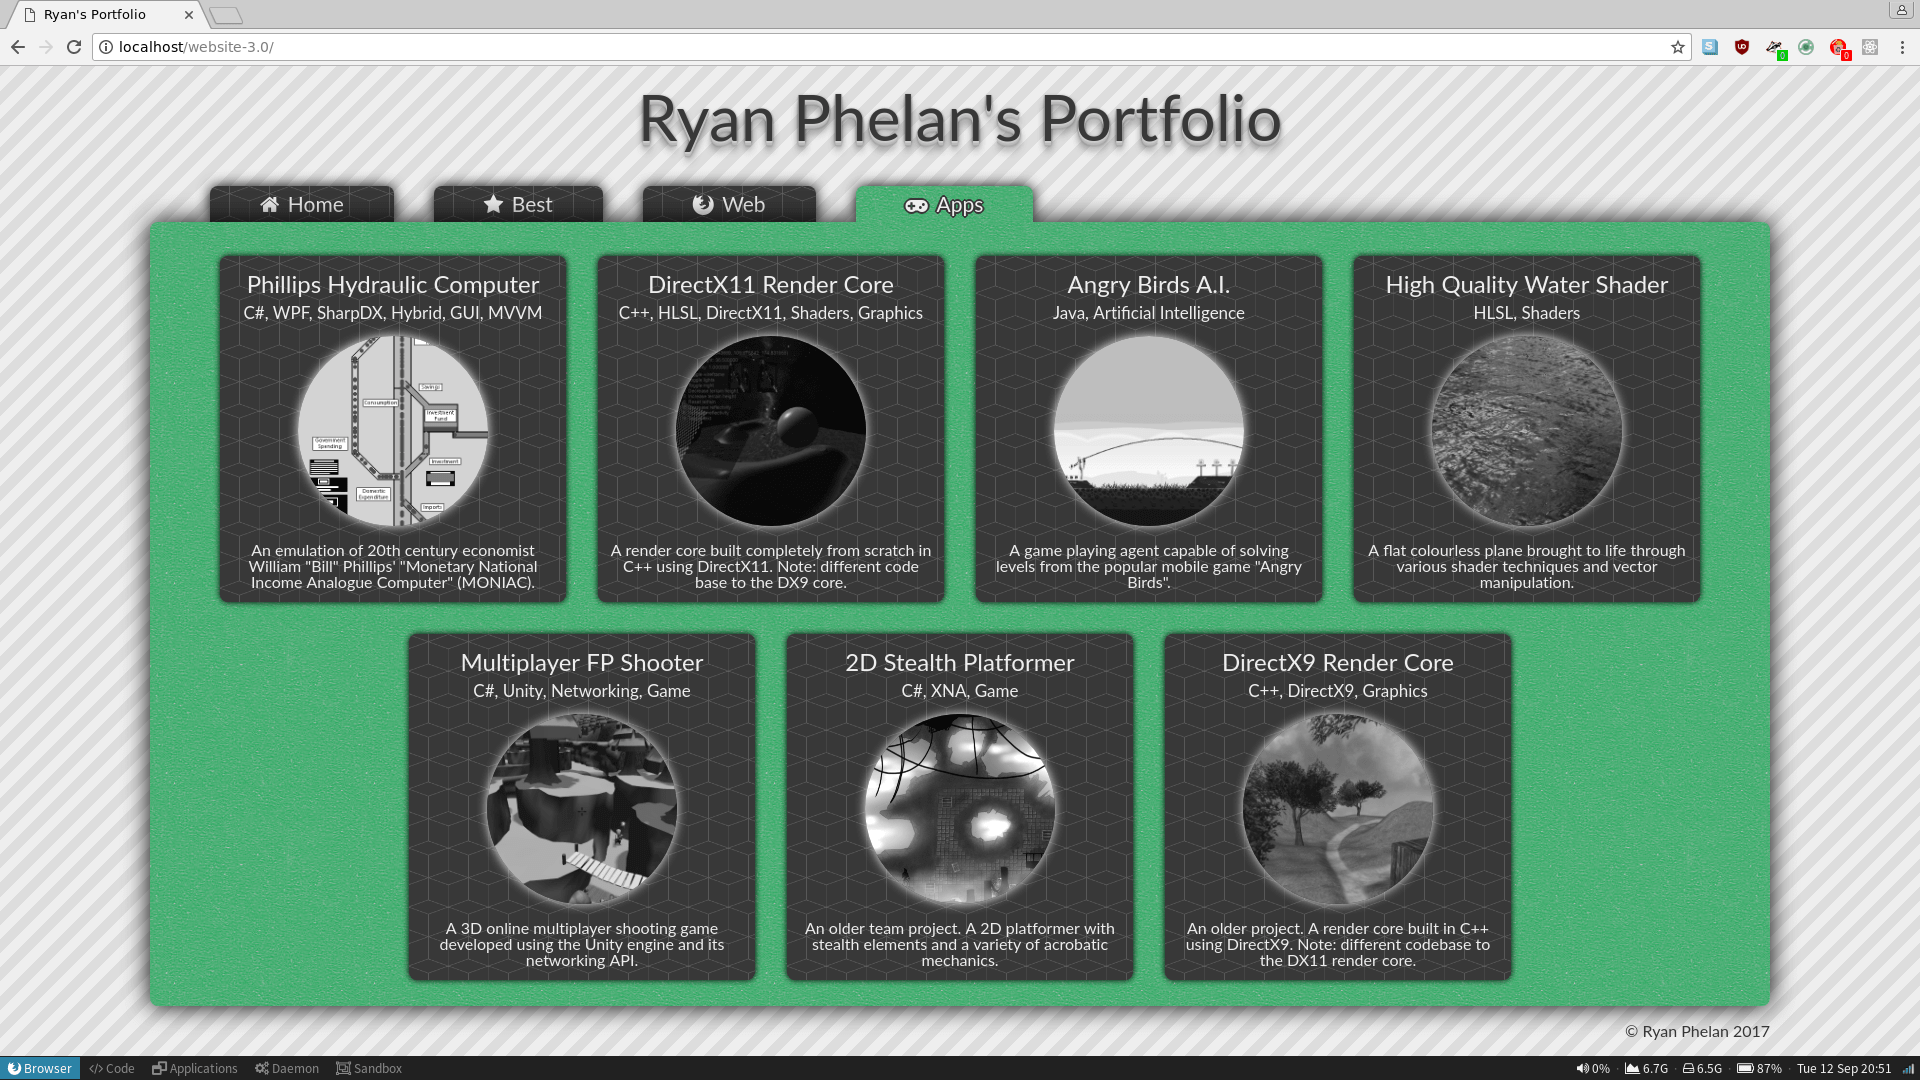 Ryan's Portfolio
localhost/website-3.0/
Ryan Phelan's Portfolio
Home
Best
Web
Apps
Phillips Hydraulic Computer
C#, WPF, SharpDX, Hybrid, GUI, MVVM
Savings
Consumption
Investment
Fund
Government
Spending
Investment
Domestic
Expenditure
Imports
An emulation of 20th century economist
William "Bill" Phillips' "Monetary National
Income Analogue Computer" (MONIAC).
DirectX11 Render Core
C++, HLSL, DirectX11, Shaders, Graphics
A render core built completely from scratch in
C++ using DirectX11. Note: different code
base to the DX9 core.
Angry Birds A.I.
Java, Artificial Intelligence
A game playing agent capable of solving
levels from the popular mobile game "Angry
Birds".
High Quality Water Shader
HLSL, Shaders
A flat colourless plane brought to life through
various shader techniques and vector
manipulation.
Multiplayer FP Shooter
C#, Unity, Networking, Game
A 3D online multiplayer shooting game
developed using the Unity engine and its
networking API.
2D Stealth Platformer
C#, XNA, Game
An older team project. A 2D platformer with
stealth elements and a variety of acrobatic
mechanics.
DirectX9 Render Core
C++, DirectX9, Graphics
An older project. A render core built in C++
using DirectX9. Note: different codebase to
the DX11 render core.
© Ryan Phelan 2017
Browser
</> Code
Applications
Daemon
Sandbox
0% · 6.7G · 6.5G · 87% · Tue 12 Sep 20:51